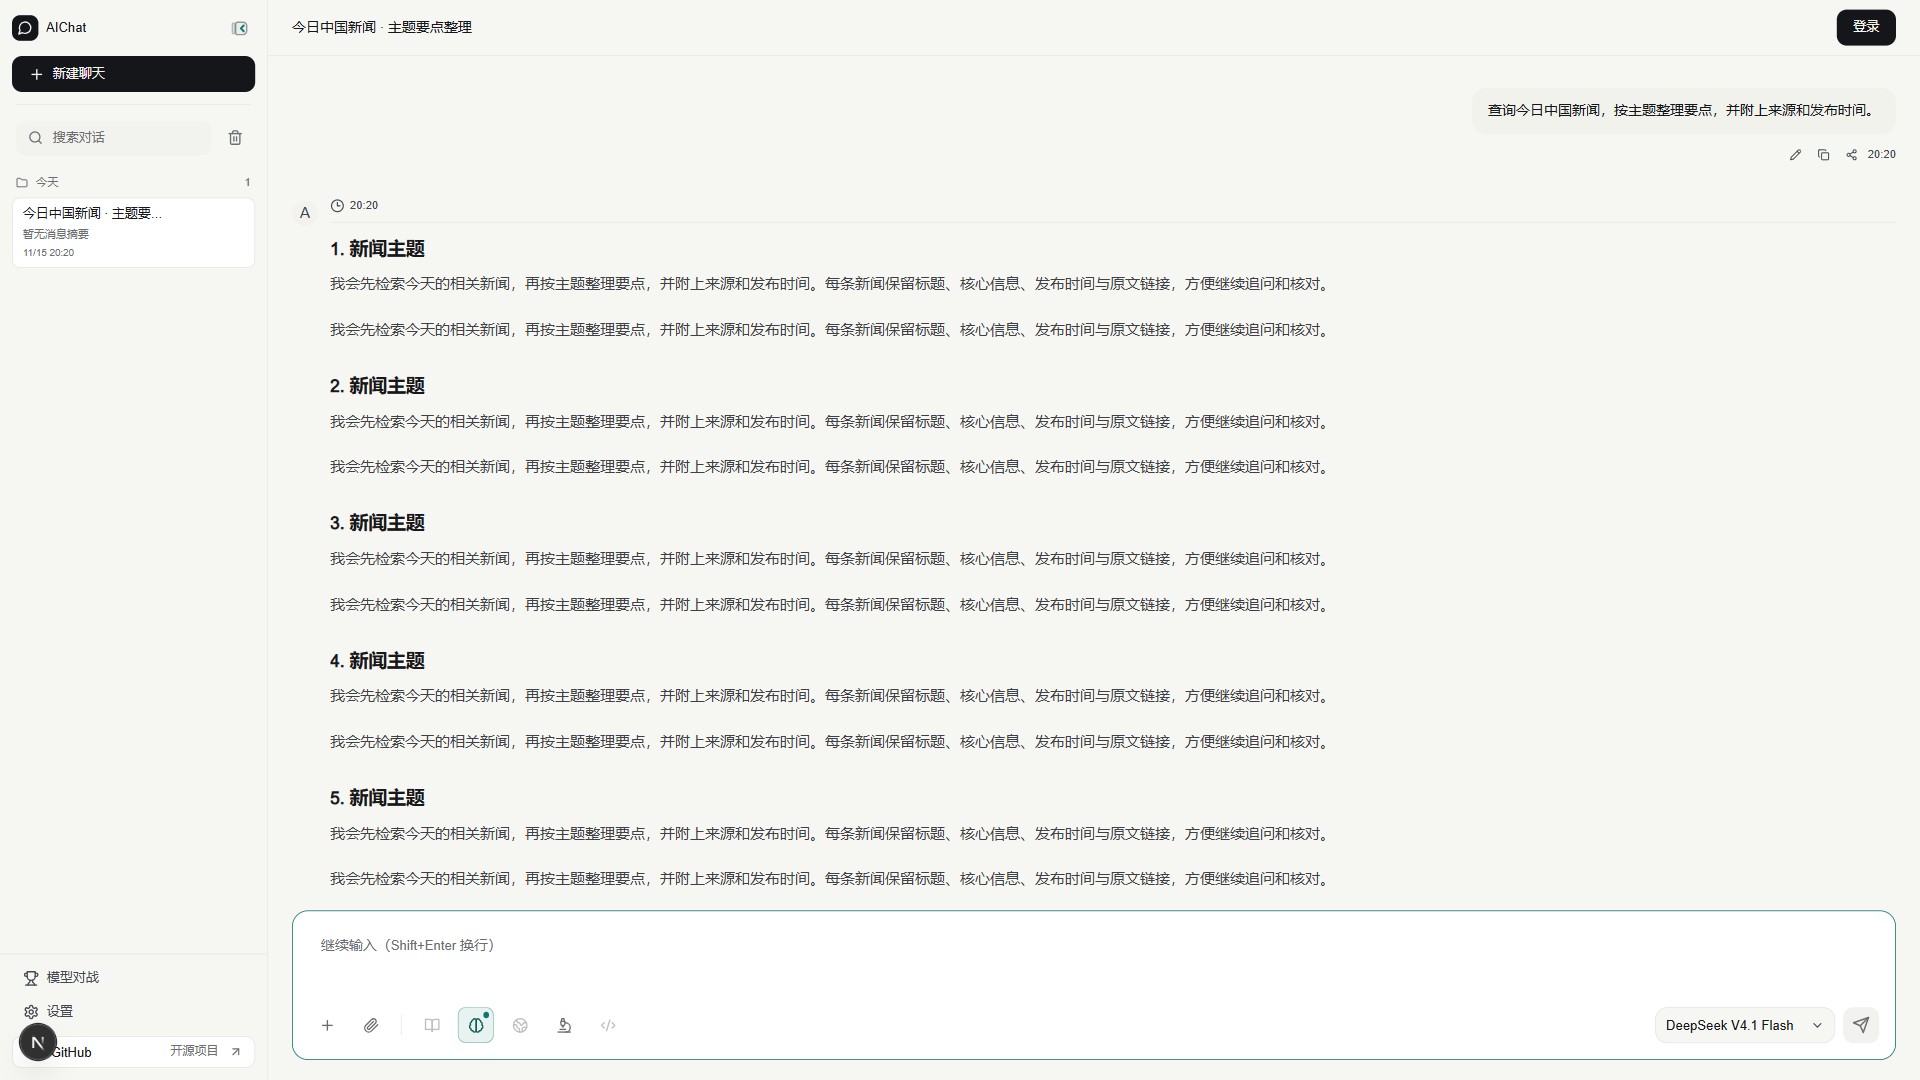 AIChat
新建聊天
搜索对话
今天 1
今日中国新闻 · 主题要...
暂无消息摘要
11/15 20:20
模型对战
设置
N
GitHub 开源项目
今日中国新闻 · 主题要点整理
登录
查询今日中国新闻，按主题整理要点，并附上来源和发布时间。
20:20
A
20:20
1. 新闻主题
我会先检索今天的相关新闻，再按主题整理要点，并附上来源和发布时间。每条新闻保留标题、核心信息、发布时间与原文链接，方便继续追问和核对。
我会先检索今天的相关新闻，再按主题整理要点，并附上来源和发布时间。每条新闻保留标题、核心信息、发布时间与原文链接，方便继续追问和核对。
2. 新闻主题
我会先检索今天的相关新闻，再按主题整理要点，并附上来源和发布时间。每条新闻保留标题、核心信息、发布时间与原文链接，方便继续追问和核对。
我会先检索今天的相关新闻，再按主题整理要点，并附上来源和发布时间。每条新闻保留标题、核心信息、发布时间与原文链接，方便继续追问和核对。
3. 新闻主题
我会先检索今天的相关新闻，再按主题整理要点，并附上来源和发布时间。每条新闻保留标题、核心信息、发布时间与原文链接，方便继续追问和核对。
我会先检索今天的相关新闻，再按主题整理要点，并附上来源和发布时间。每条新闻保留标题、核心信息、发布时间与原文链接，方便继续追问和核对。
4. 新闻主题
我会先检索今天的相关新闻，再按主题整理要点，并附上来源和发布时间。每条新闻保留标题、核心信息、发布时间与原文链接，方便继续追问和核对。
我会先检索今天的相关新闻，再按主题整理要点，并附上来源和发布时间。每条新闻保留标题、核心信息、发布时间与原文链接，方便继续追问和核对。
5. 新闻主题
我会先检索今天的相关新闻，再按主题整理要点，并附上来源和发布时间。每条新闻保留标题、核心信息、发布时间与原文链接，方便继续追问和核对。
我会先检索今天的相关新闻，再按主题整理要点，并附上来源和发布时间。每条新闻保留标题、核心信息、发布时间与原文链接，方便继续追问和核对。
继续输入（Shift+Enter 换行）
DeepSeek V4.1 Flash